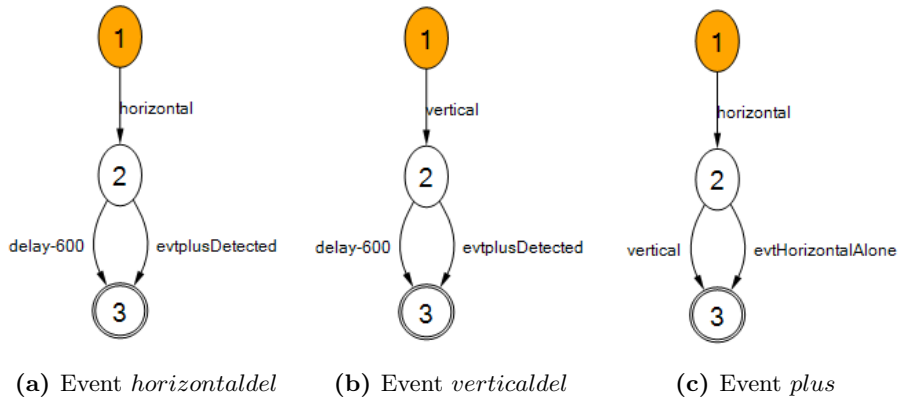 1
horizontal
2
delay-600
evtplusDetected
3
(a) Event horizontaldel
1
vertical
2
delay-600
evtplusDetected
3
(b) Event verticaldel
1
horizontal
2
vertical
evtHorizontalAlone
3
(c) Event plus